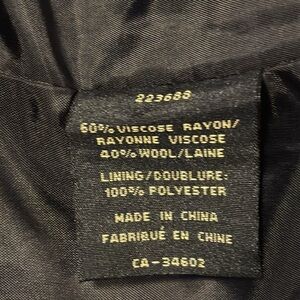 223688
60% VISCOSE RAYON/
RAYONNE VISCOSE
40% WOOL/LAINE
LINING/DOUBLURE:
100% POLYESTER
MADE IN CHINA
FABRIQUÉ EN CHINE
CA-34602